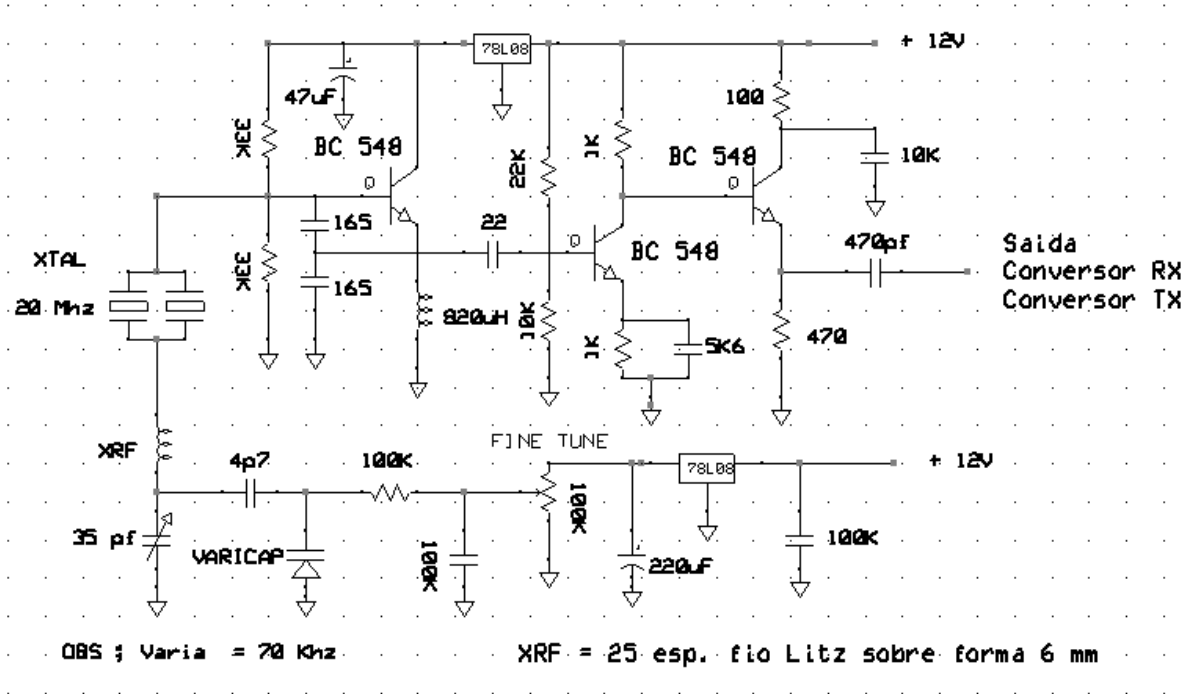 78L08
+ 12V
47uF
33K
BC 548
0
22K
1K
BC 548
0
100
10K
165
22
0
BC 548
470pf
Saida
Conversor RX
Conversor TX
XTAL
20 Mhz
33K
165
820uH
10K
1K
5K6
470
XRF
4p7
100K
FINE TUNE
100K
78L08
+ 12V
35 pf
VARICAP
100K
220uF
100K
OBS ; Varia = 70 Khz
XRF = 25 esp. fio Litz sobre forma 6 mm